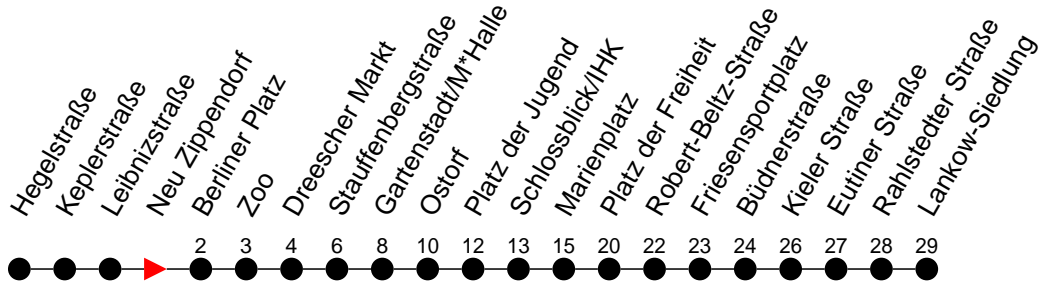 Hegelstraße
Keplerstraße
Leibnizstraße
Neu Zippendorf
Berliner Platz
Zoo
Dreescher Markt
Stauffenbergstraße
Gartenstadt/M*Halle
Ostorf
Platz der Jugend
Schlossblick/IHK
Marienplatz
Platz der Freiheit
Robert-Beltz-Straße
Friesensportplatz
Büdnerstraße
Kieler Straße
Eutiner Straße
Rahlstedter Straße
Lankow-Siedlung
2 3 4 6 8 10 12 13 15 20 22 23 24 26 27 28 29